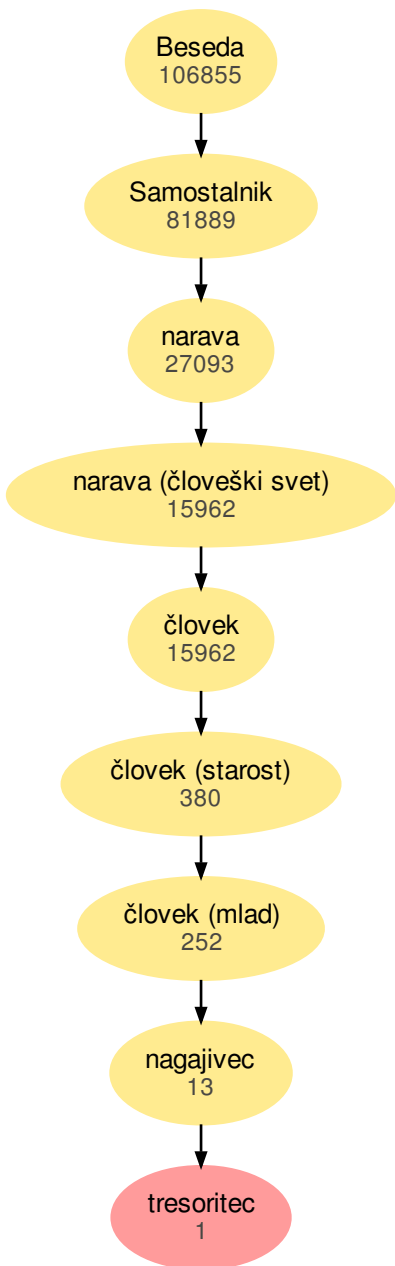 Beseda
106855
Samostalnik
81889
narava
27093
narava (človeški svet)
15962
človek
15962
človek (starost)
380
človek (mlad)
252
nagajivec
13
tresoritec
1